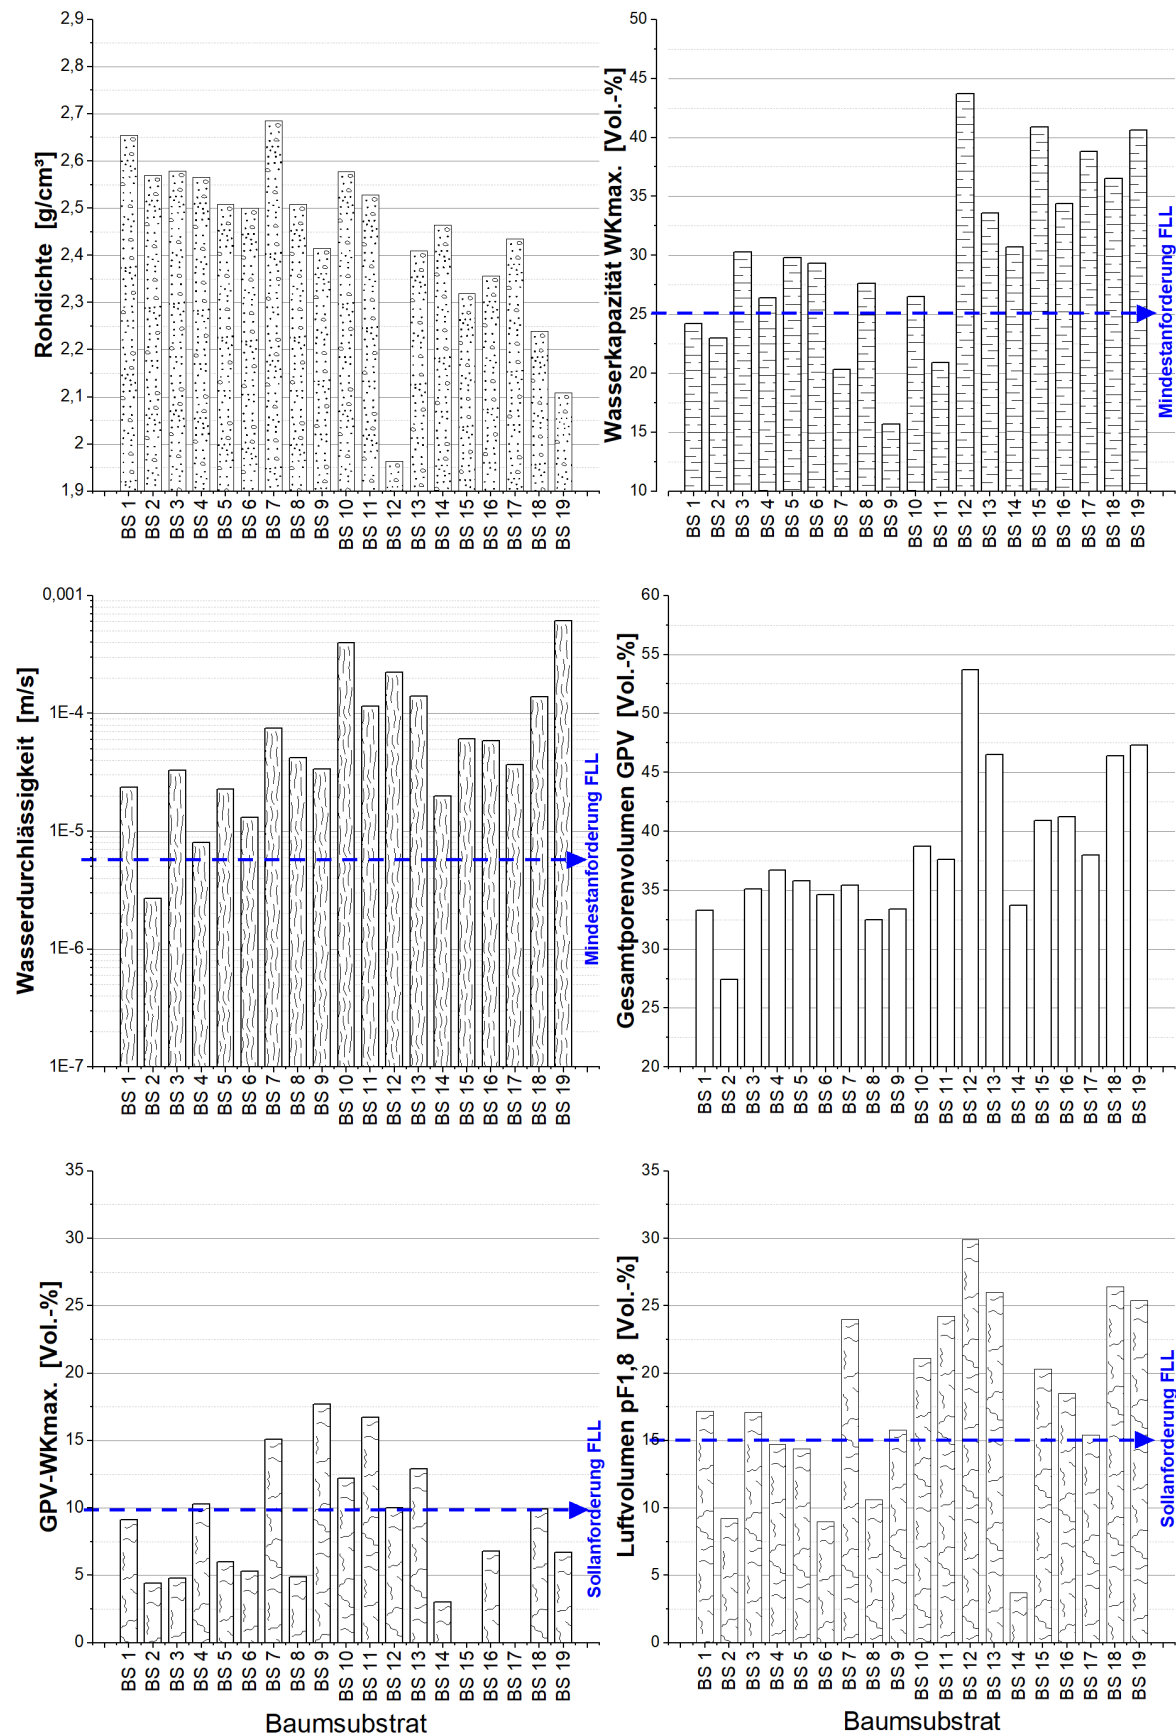 Rohdichte [g/cm³]
2,9
2,8
2,7
2,6
2,5
2,4
2,3
2,2
2,1
2
1,9
BS 1
BS 2
BS 3
BS 4
BS 5
BS 6
BS 7
BS 8
BS 9
BS 10
BS 11
BS 12
BS 13
BS 14
BS 15
BS 16
BS 17
BS 18
BS 19
Wasserkapazität WKmax. [Vol.-%]
50
45
40
35
30
25
20
15
10
BS 1
BS 2
BS 3
BS 4
BS 5
BS 6
BS 7
BS 8
BS 9
BS 10
BS 11
BS 12
BS 13
BS 14
BS 15
BS 16
BS 17
BS 18
BS 19
Mindestanforderung FLL
Wasserdurchlässigkeit [m/s]
0,001
1E-4
1E-5
1E-6
1E-7
BS 1
BS 2
BS 3
BS 4
BS 5
BS 6
BS 7
BS 8
BS 9
BS 10
BS 11
BS 12
BS 13
BS 14
BS 15
BS 16
BS 17
BS 18
BS 19
Mindestanforderung FLL
Gesamtporenvolumen GPV [Vol.-%]
60
55
50
45
40
35
30
25
20
BS 1
BS 2
BS 3
BS 4
BS 5
BS 6
BS 7
BS 8
BS 9
BS 10
BS 11
BS 12
BS 13
BS 14
BS 15
BS 16
BS 17
BS 18
BS 19
GPV-WKmax. [Vol.-%]
35
30
25
20
15
10
5
0
BS 1
BS 2
BS 3
BS 4
BS 5
BS 6
BS 7
BS 8
BS 9
BS 10
BS 11
BS 12
BS 13
BS 14
BS 15
BS 16
BS 17
BS 18
BS 19
Sollanforderung FLL
Baumsubstrat
Luftvolumen pF1,8 [Vol.-%]
35
30
25
20
15
10
5
0
BS 1
BS 2
BS 3
BS 4
BS 5
BS 6
BS 7
BS 8
BS 9
BS 10
BS 11
BS 12
BS 13
BS 14
BS 15
BS 16
BS 17
BS 18
BS 19
Sollanforderung FLL
Baumsubstrat